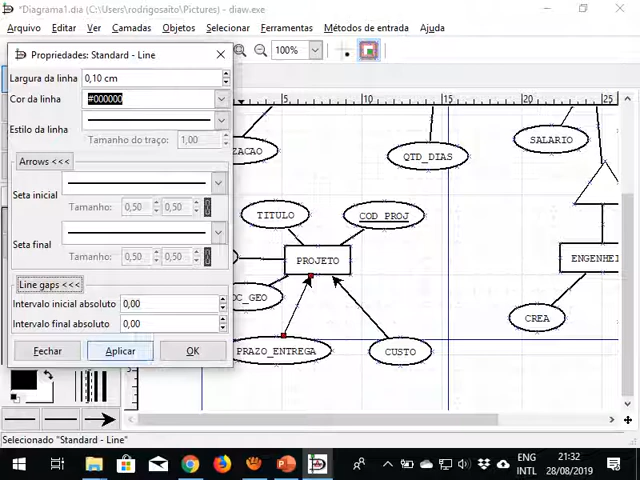 *Diagrama1.dia (C:\Users\rodrigosaito\Pictures) - diaw.exe
Arquivo Editar Ver Camadas Objetos Selecionar Ferramentas Métodos de entrada Ajuda
100%
Propriedades: Standard - Line
Largura da linha 0,10 cm
Cor da linha #000000
Estilo da linha
Tamanho do traço: 1,00
Arrows <<<
Seta inicial
Tamanho: 0,50 0,50
Seta final
Tamanho: 0,50 0,50
Line gaps <<<
Intervalo inicial absoluto 0,00
Intervalo final absoluto 0,00
Fechar Aplicar OK
5 10 15 20 25
ZACAO
QTD_DIAS
SALARIO
TITULO
COD_PROJ
PROJETO
ENGENHEI
OC_GEO
CREA
PRAZO_ENTREGA
CUSTO
Selecionado "Standard - Line"
ENG 21:32
INTL 28/08/2019